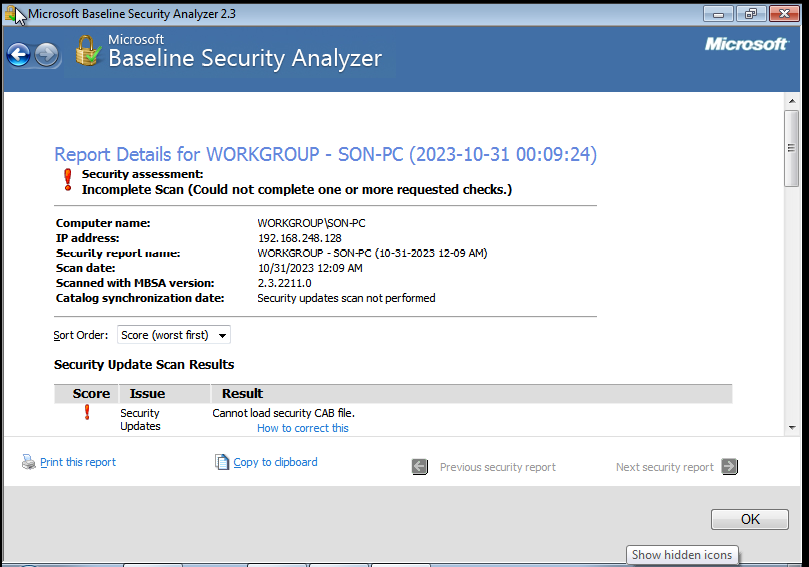 Microsoft Baseline Security Analyzer 2.3
Microsoft
Baseline Security Analyzer
Microsoft
Report Details for WORKGROUP - SON-PC (2023-10-31 00:09:24)
Security assessment:
Incomplete Scan (Could not complete one or more requested checks.)
Computer name: WORKGROUP\SON-PC
IP address: 192.168.248.128
Security report name: WORKGROUP - SON-PC (10-31-2023 12-09 AM)
Scan date: 10/31/2023 12:09 AM
Scanned with MBSA version: 2.3.2211.0
Catalog synchronization date: Security updates scan not performed
Sort Order: Score (worst first)
Security Update Scan Results
Score Issue Result
Security Cannot load security CAB file.
Updates How to correct this
Print this report Copy to clipboard Previous security report Next security report
OK
Show hidden icons